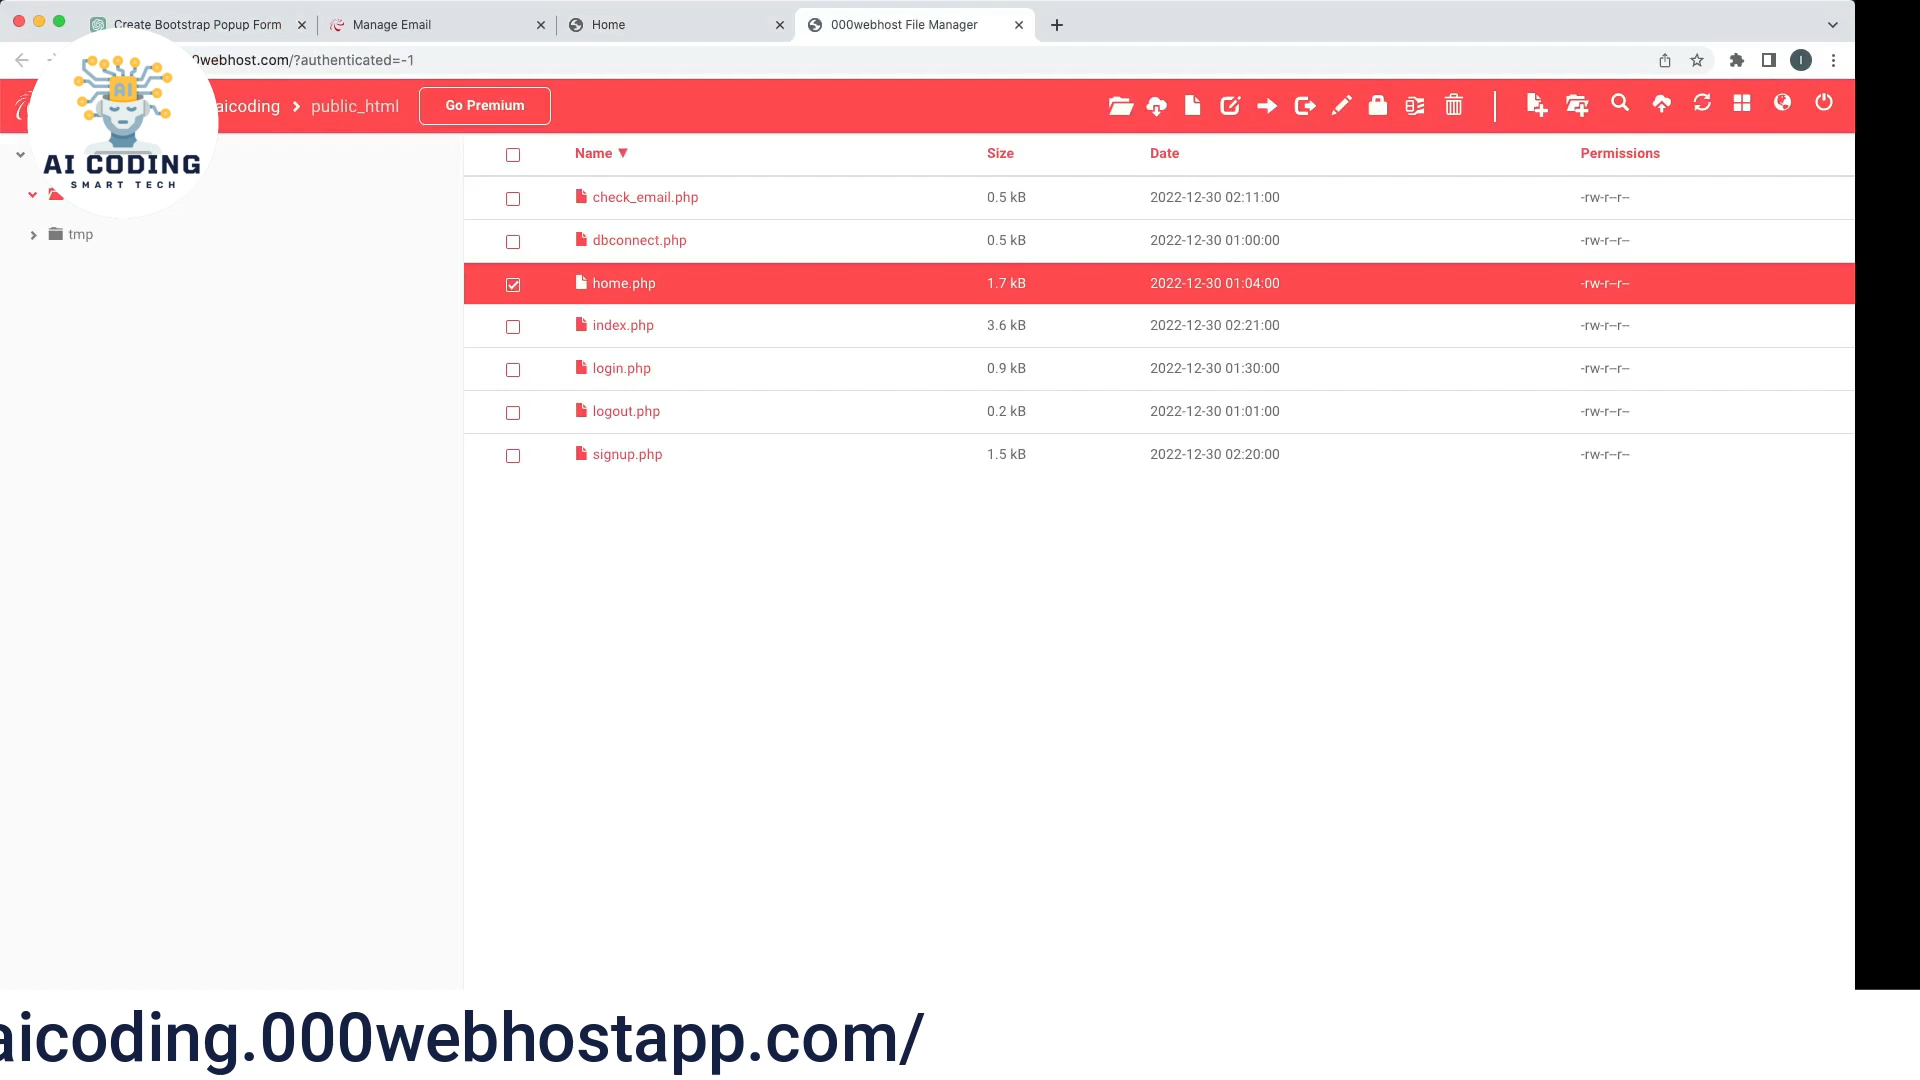 Create Bootstrap Popup Form
Manage Email
Home
000webhost File Manager
0webhost.com/?authenticated=-1
I
aicoding > public_html
Go Premium
AI
AI CODING
SMART TECH
tmp
Name ▼ Size Date Permissions
check_email.php 0.5 kB 2022-12-30 02:11:00 -rw-r--r--
dbconnect.php 0.5 kB 2022-12-30 01:00:00 -rw-r--r--
home.php 1.7 kB 2022-12-30 01:04:00 -rw-r--r--
index.php 3.6 kB 2022-12-30 02:21:00 -rw-r--r--
login.php 0.9 kB 2022-12-30 01:30:00 -rw-r--r--
logout.php 0.2 kB 2022-12-30 01:01:00 -rw-r--r--
signup.php 1.5 kB 2022-12-30 02:20:00 -rw-r--r--
aicoding.000webhostapp.com/